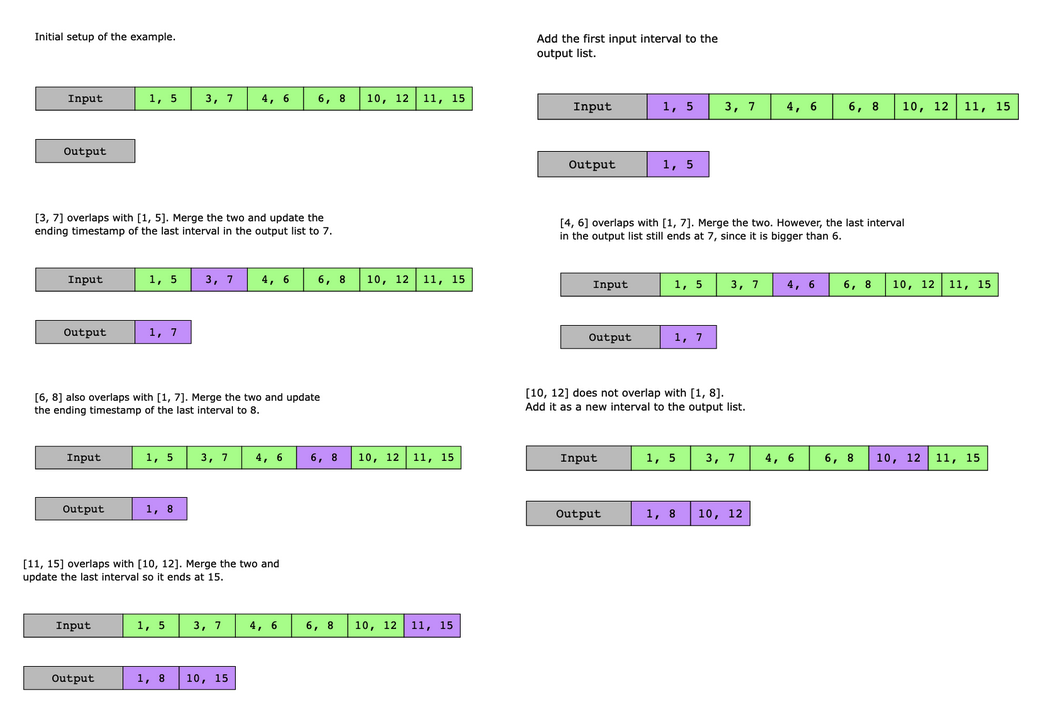 Initial setup of the example.
Input 1, 5 3, 7 4, 6 6, 8 10, 12 11, 15
Output
Add the first input interval to the
output list.
Input 1, 5 3, 7 4, 6 6, 8 10, 12 11, 15
Output 1, 5
[3, 7] overlaps with [1, 5]. Merge the two and update the
ending timestamp of the last interval in the output list to 7.
Input 1, 5 3, 7 4, 6 6, 8 10, 12 11, 15
Output 1, 7
[4, 6] overlaps with [1, 7]. Merge the two. However, the last interval
in the output list still ends at 7, since it is bigger than 6.
Input 1, 5 3, 7 4, 6 6, 8 10, 12 11, 15
Output 1, 7
[6, 8] also overlaps with [1, 7]. Merge the two and update
the ending timestamp of the last interval to 8.
Input 1, 5 3, 7 4, 6 6, 8 10, 12 11, 15
Output 1, 8
[10, 12] does not overlap with [1, 8].
Add it as a new interval to the output list.
Input 1, 5 3, 7 4, 6 6, 8 10, 12 11, 15
Output 1, 8 10, 12
[11, 15] overlaps with [10, 12]. Merge the two and
update the last interval so it ends at 15.
Input 1, 5 3, 7 4, 6 6, 8 10, 12 11, 15
Output 1, 8 10, 15